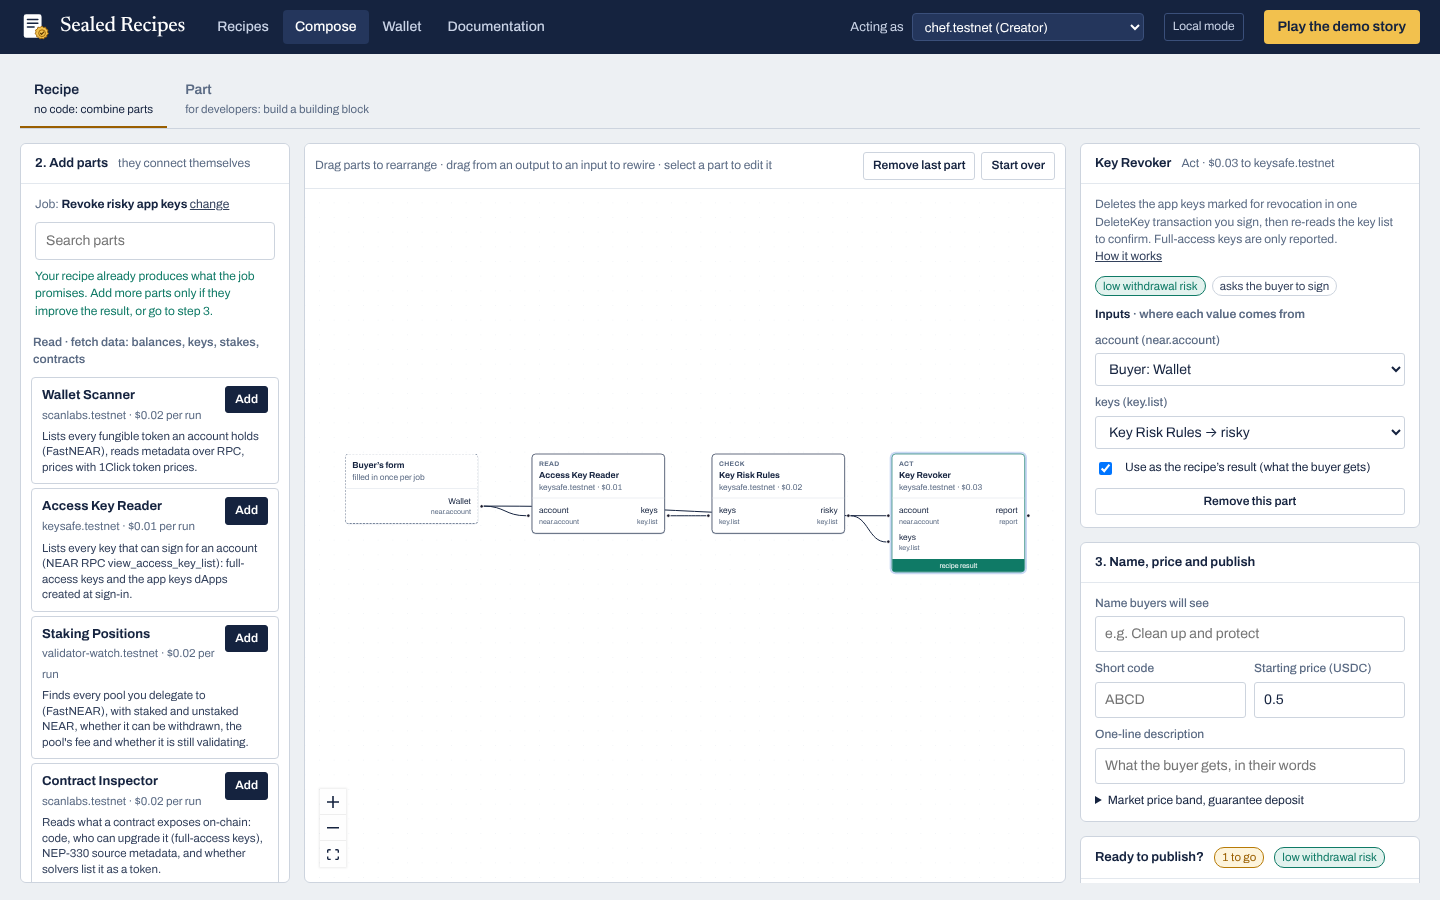 Sealed Recipes
Recipes
Compose
Wallet
Documentation
Acting as
chef.testnet (Creator)
Local mode
Play the demo story
Recipe
no code: combine parts
Part
for developers: build a building block
2. Add parts they connect themselves
Job: Revoke risky app keys change
Search parts
Your recipe already produces what the job
promises. Add more parts only if they
improve the result, or go to step 3.
Read · fetch data: balances, keys, stakes,
contracts
Wallet Scanner
Add
scanlabs.testnet · $0.02 per run
Lists every fungible token an account holds
(FastNEAR), reads metadata over RPC,
prices with 1Click token prices.
Access Key Reader
Add
keysafe.testnet · $0.01 per run
Lists every key that can sign for an account
(NEAR RPC view_access_key_list): full-
access keys and the app keys dApps
created at sign-in.
Staking Positions
Add
validator-watch.testnet · $0.02 per
run
Finds every pool you delegate to
(FastNEAR), with staked and unstaked
NEAR, whether it can be withdrawn, the
pool's fee and whether it is still validating.
Contract Inspector
Add
scanlabs.testnet · $0.02 per run
Reads what a contract exposes on-chain:
code, who can upgrade it (full-access keys),
NEP-330 source metadata, and whether
solvers list it as a token.
Drag parts to rearrange · drag from an output to an input to rewire · select a part to edit it
Remove last part
Start over
Buyer's form
filled in once per job
Wallet
near.account
READ
Access Key Reader
keysafe.testnet · $0.01
account keys
near.account key.list
CHECK
Key Risk Rules
keysafe.testnet · $0.02
keys risky
key.list key.list
ACT
Key Revoker
keysafe.testnet · $0.03
account report
near.account report
keys
key.list
recipe result
Key Revoker Act · $0.03 to keysafe.testnet
Deletes the app keys marked for revocation in one
DeleteKey transaction you sign, then re-reads the key list
to confirm. Full-access keys are only reported.
How it works
low withdrawal risk
asks the buyer to sign
Inputs · where each value comes from
account (near.account)
Buyer: Wallet
keys (key.list)
Key Risk Rules → risky
Use as the recipe's result (what the buyer gets)
Remove this part
3. Name, price and publish
Name buyers will see
e.g. Clean up and protect
Short code
Starting price (USDC)
ABCD
0.5
One-line description
What the buyer gets, in their words
Market price band, guarantee deposit
Ready to publish? 1 to go low withdrawal risk